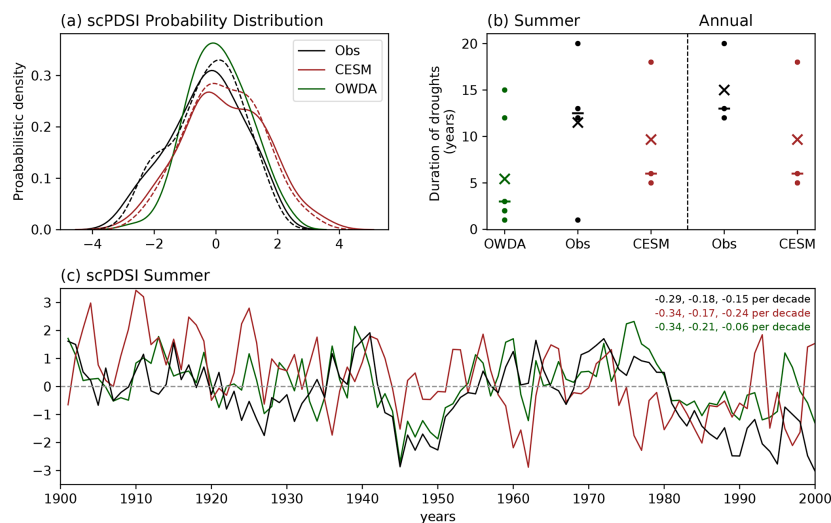 (a) scPDSI Probability Distribution
Proabbilistic density
0.3
0.2
0.1
0.0
−4 −2 0 2 4
Obs
CESM
OWDA
(b) Summer Annual
Duration of droughts
(years)
20
15
10
5
0
OWDA Obs CESM Obs CESM
(c) scPDSI Summer
-0.29, -0.18, -0.15 per decade
-0.34, -0.17, -0.24 per decade
-0.34, -0.21, -0.06 per decade
3
2
1
0
−1
−2
−3
1900 1910 1920 1930 1940 1950 1960 1970 1980 1990 2000
years